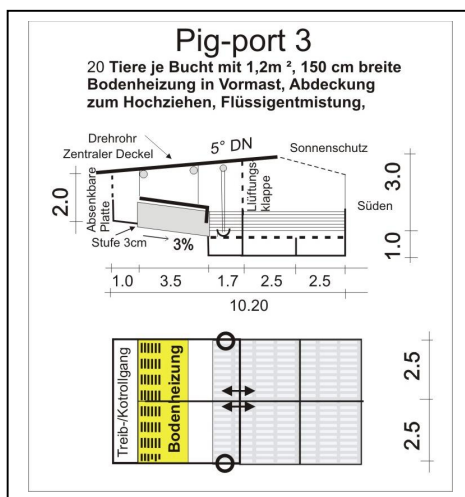 Pig-port 3
20 Tiere je Bucht mit 1,2m ², 150 cm breite
Bodenheizung in Vormast, Abdeckung
zum Hochziehen, Flüssigentmistung,
Drehrohr
Zentraler Deckel
5° DN
Sonnenschutz
2.0
Absenkbare
Platte
Llüftungs
klappe
3.0
Süden
Stufe 3cm
3%
1.0
1.0
3.5
1.7
2.5
2.5
10.20
Treib-/Kotrollgang
Bodenheizung
2.5
2.5